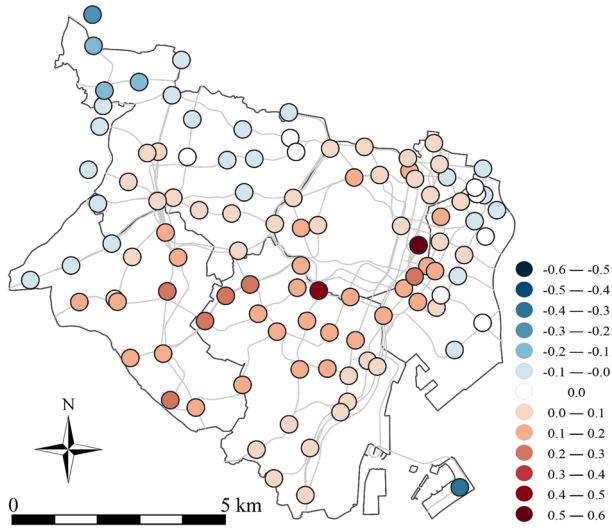 -0.6 — -0.5
-0.5 — -0.4
-0.4 — -0.3
-0.3 — -0.2
-0.2 — -0.1
-0.1 — -0.0
0.0
0.0 — 0.1
0.1 — 0.2
0.2 — 0.3
0.3 — 0.4
0.4 — 0.5
0.5 — 0.6
N
0 5 km